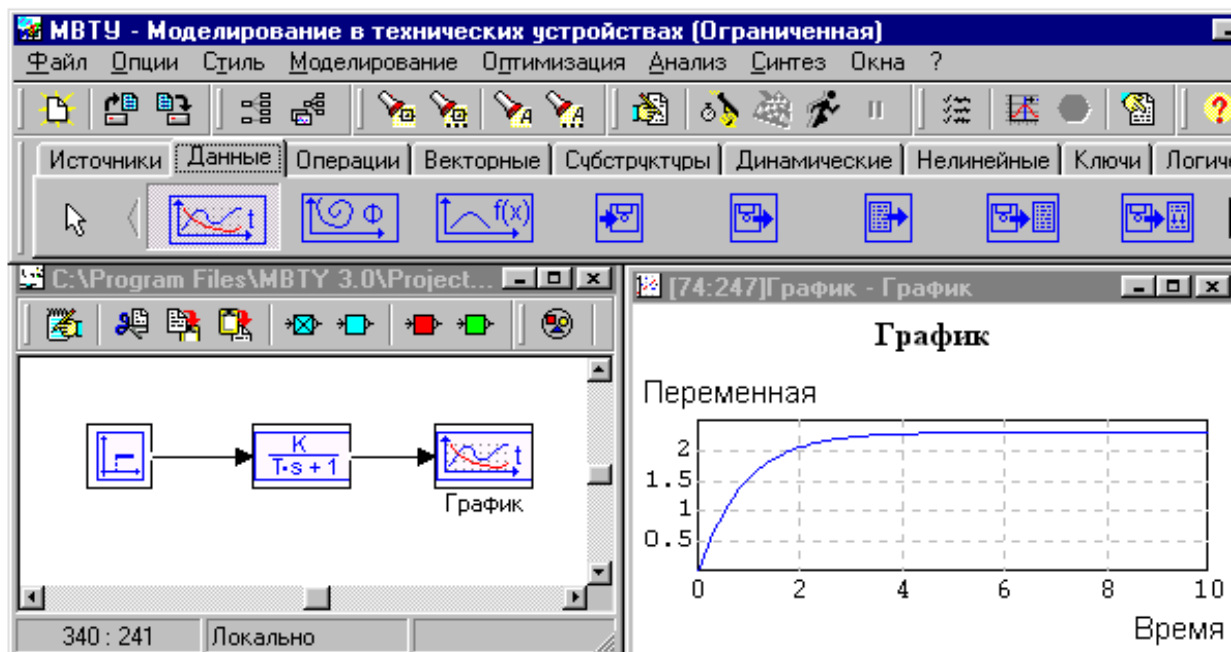 МВТУ - Моделирование в технических устройствах (Ограниченная)
Файл Опции Стиль Моделирование Оптимизация Анализ Синтез Окна ?
Источники Данные Операции Векторные Субструктуры Динамические Нелинейные Ключи Логиче
t Φ f(x)
C:\Program Files\MBTY 3.0\Project...
K
T·s + 1
t
График
340 : 241 Локально
[74:247]График - График
График
Переменная
2
1.5
1
0.5
0 2 4 6 8 10
Время